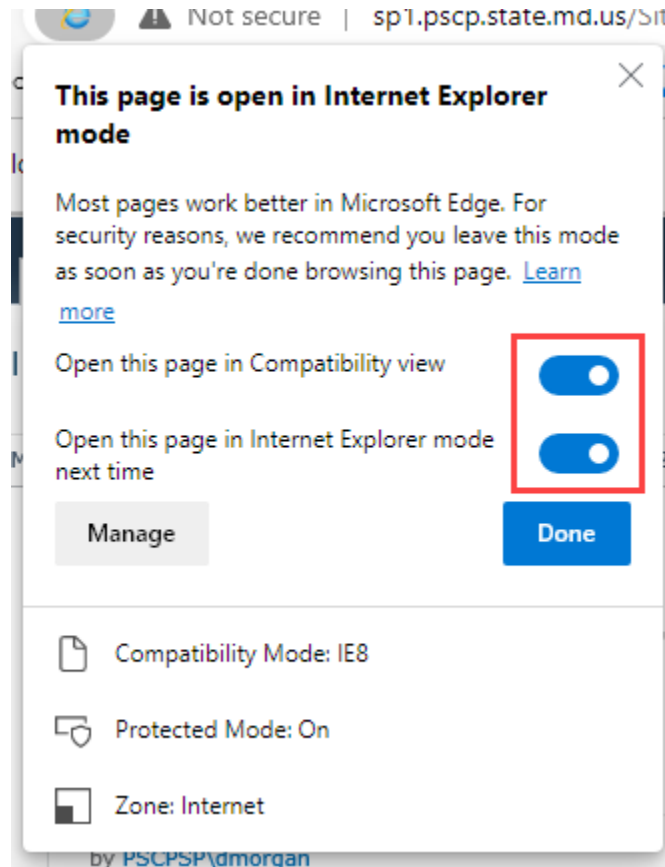 Not secure | sp1.pscp.state.md.us/Sit
This page is open in Internet Explorer
mode
Most pages work better in Microsoft Edge. For
security reasons, we recommend you leave this mode
as soon as you're done browsing this page. Learn
more
Open this page in Compatibility view
Open this page in Internet Explorer mode
next time
Manage
Done
Compatibility Mode: IE8
Protected Mode: On
Zone: Internet
by PSCPSP\dmorgan